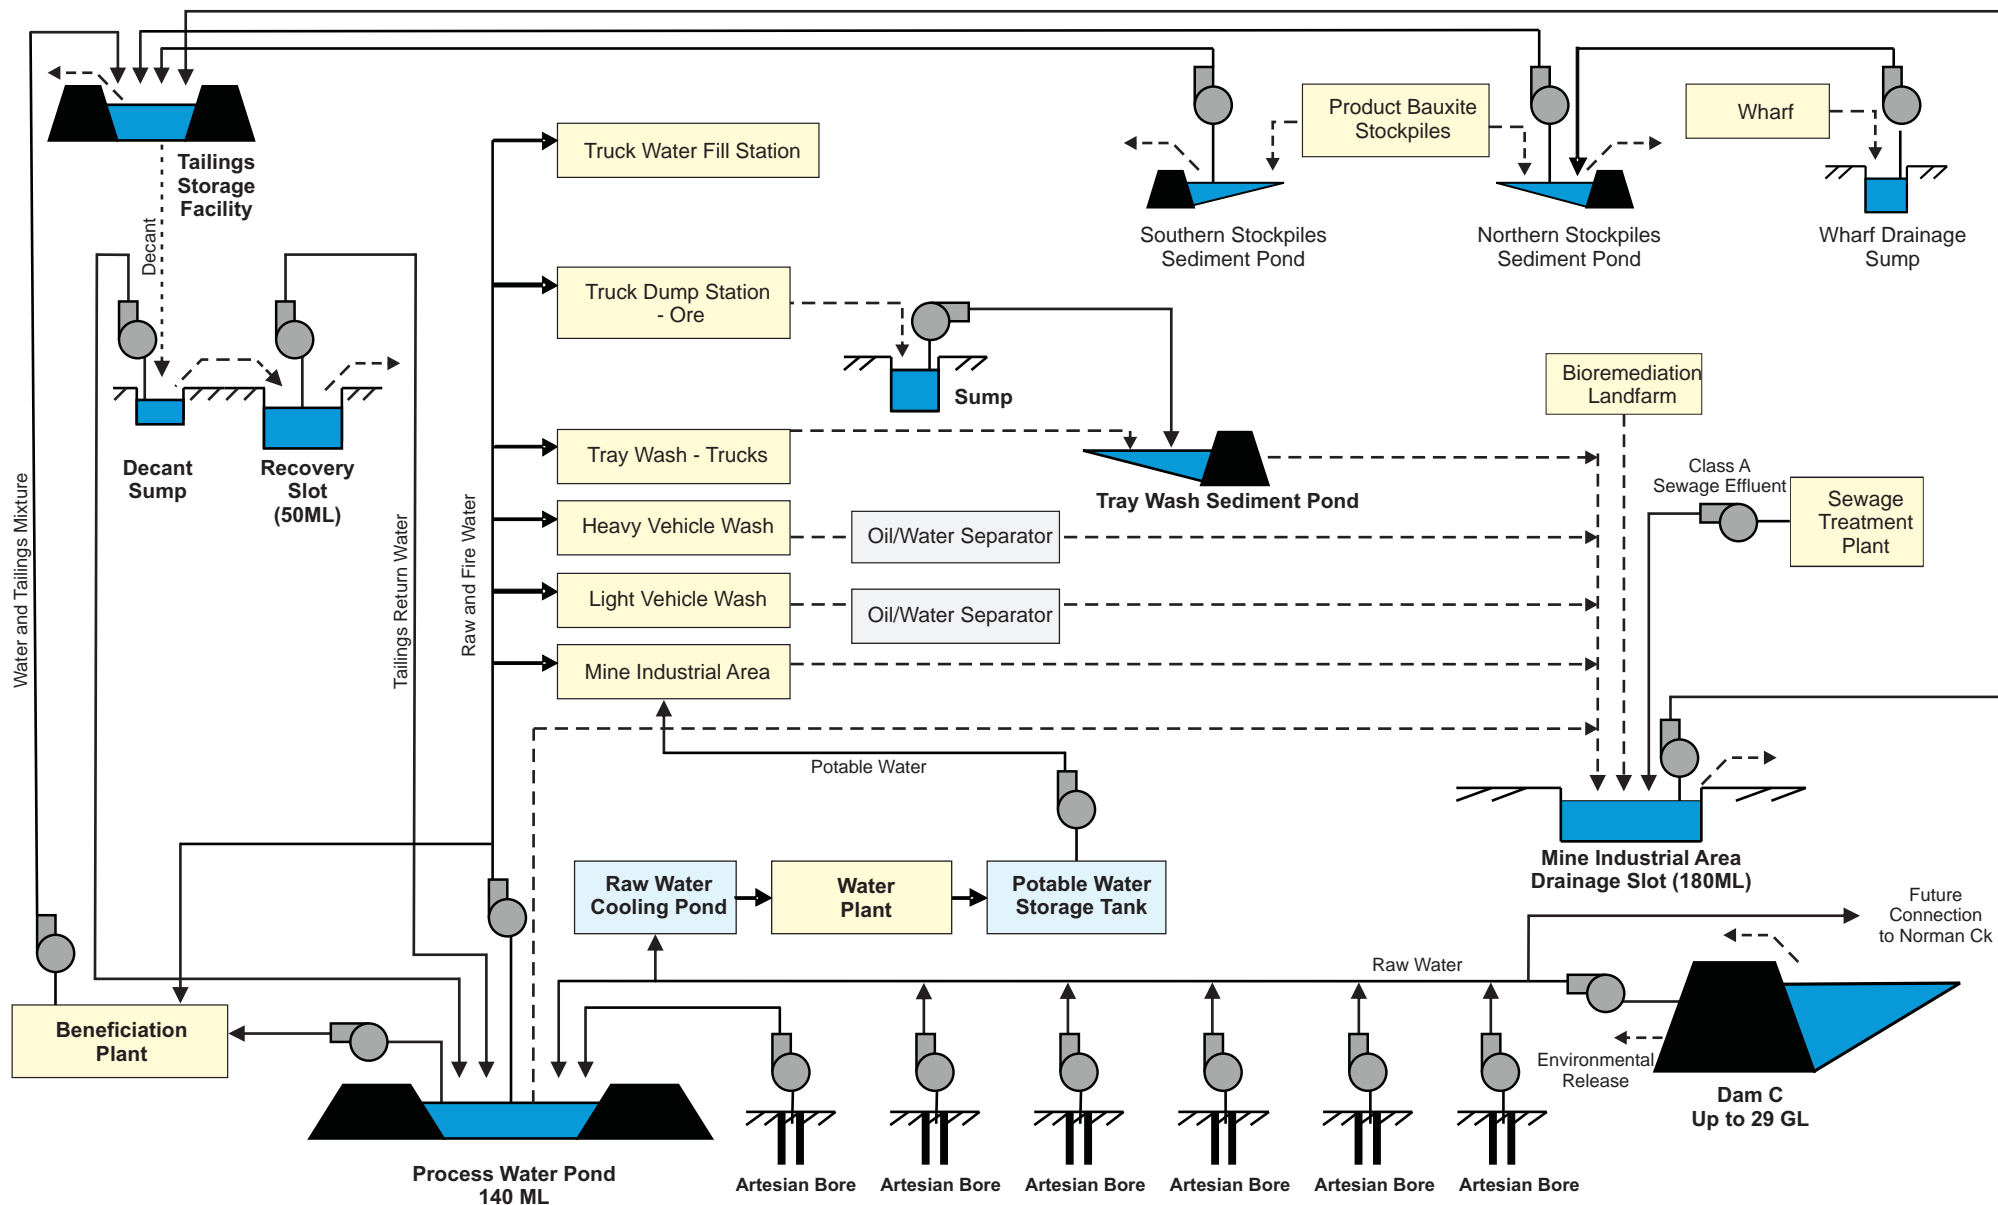 Tailings
Storage
Facility
Decant
Truck Water Fill Station
Product Bauxite
Stockpiles
Wharf
Southern Stockpiles
Sediment Pond
Northern Stockpiles
Sediment Pond
Wharf Drainage
Sump
Truck Dump Station
- Ore
Sump
Decant
Sump
Recovery
Slot
(50ML)
Tray Wash - Trucks
Tray Wash Sediment Pond
Bioremediation
Landfarm
Class A
Sewage Effluent
Sewage
Treatment
Plant
Heavy Vehicle Wash
Oil/Water Separator
Light Vehicle Wash
Oil/Water Separator
Mine Industrial Area
Water and Tailings Mixture
Tailings Return Water
Raw and Fire Water
Potable Water
Raw Water
Cooling Pond
Water
Plant
Potable Water
Storage Tank
Mine Industrial Area
Drainage Slot (180ML)
Future
Connection
to Norman Ck
Raw Water
Beneficiation
Plant
Environmental
Release
Dam C
Up to 29 GL
Process Water Pond
140 ML
Artesian Bore
Artesian Bore
Artesian Bore
Artesian Bore
Artesian Bore
Artesian Bore